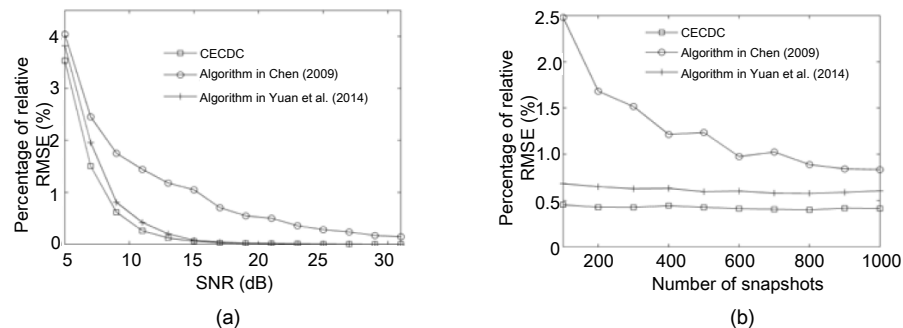 Percentage of relative
RMSE (%)
4
3
2
1
0
CECDC
Algorithm in Chen (2009)
Algorithm in Yuan et al. (2014)
5
10
15
20
25
30
SNR (dB)
(a)
Percentage of relative
RMSE (%)
2.5
2.0
1.5
1.0
0.5
0
CECDC
Algorithm in Chen (2009)
Algorithm in Yuan et al. (2014)
200
400
600
800
1000
Number of snapshots
(b)